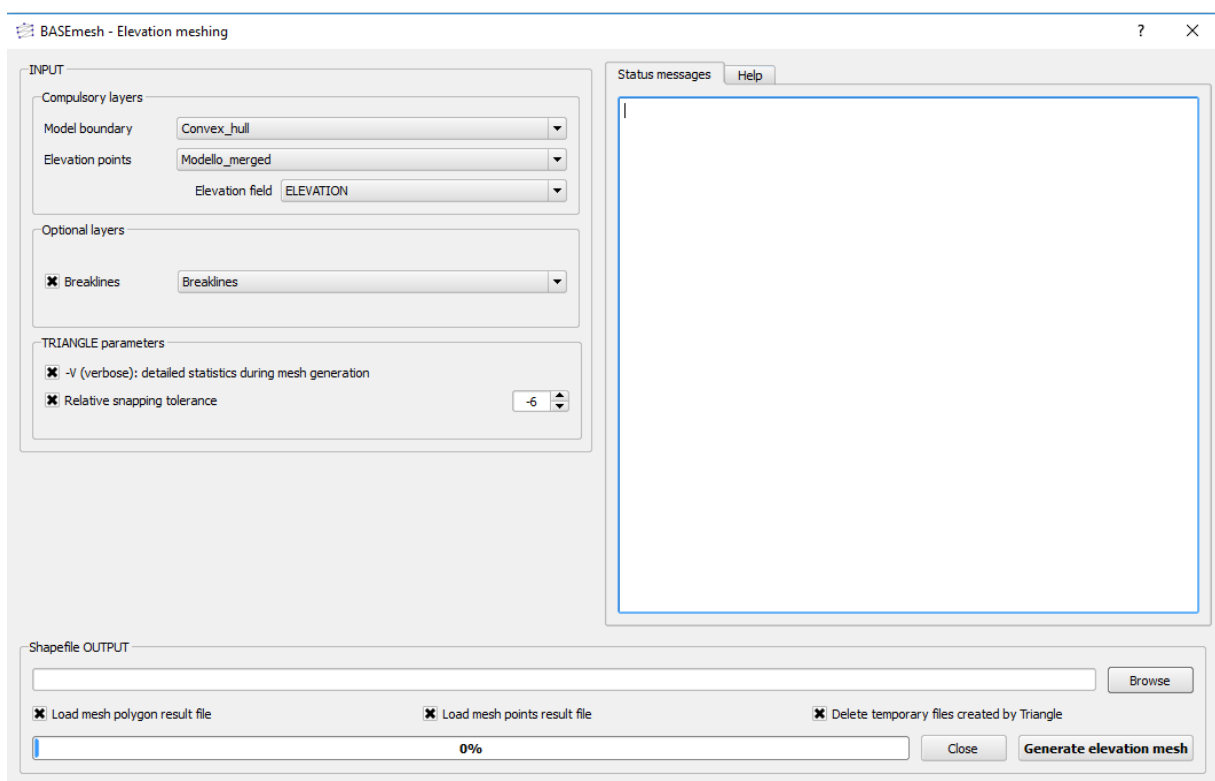 BASEmesh - Elevation meshing
? ×
INPUT
Compulsory layers
Model boundary Convex_hull
Elevation points Modello_merged
Elevation field ELEVATION
Optional layers
Breaklines Breaklines
TRIANGLE parameters
-V (verbose): detailed statistics during mesh generation
Relative snapping tolerance -6
Status messages Help
Shapefile OUTPUT
Browse
Load mesh polygon result file Load mesh points result file Delete temporary files created by Triangle
0% Close Generate elevation mesh